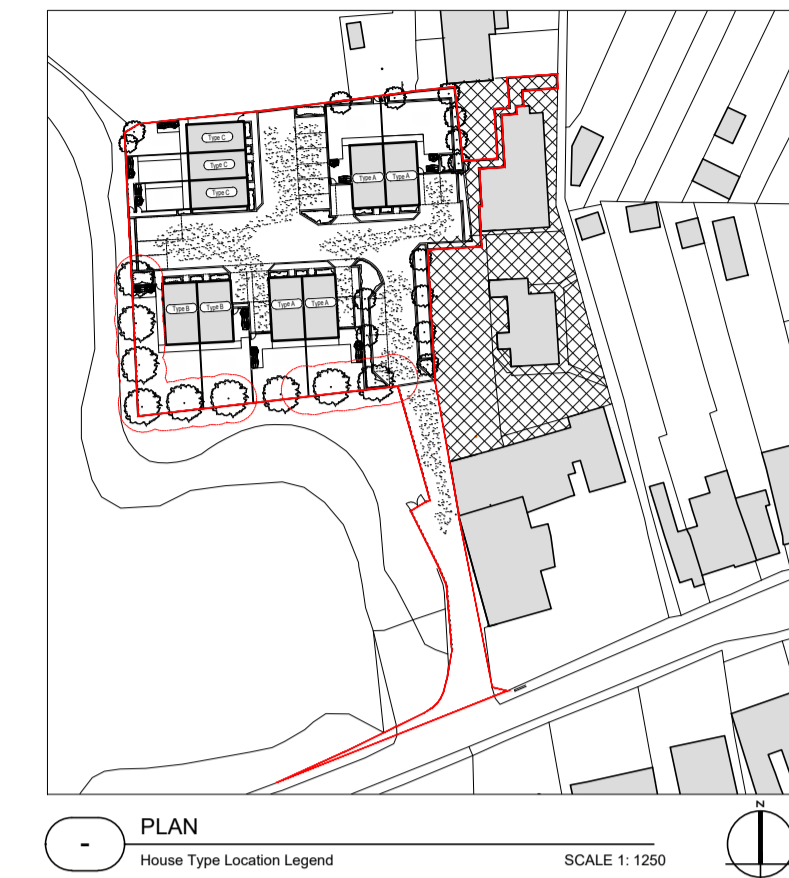 Type C
Type C
Type C
Type A Type A
Type B Type B
Type A Type A
-
PLAN
House Type Location Legend
SCALE 1: 1250
N